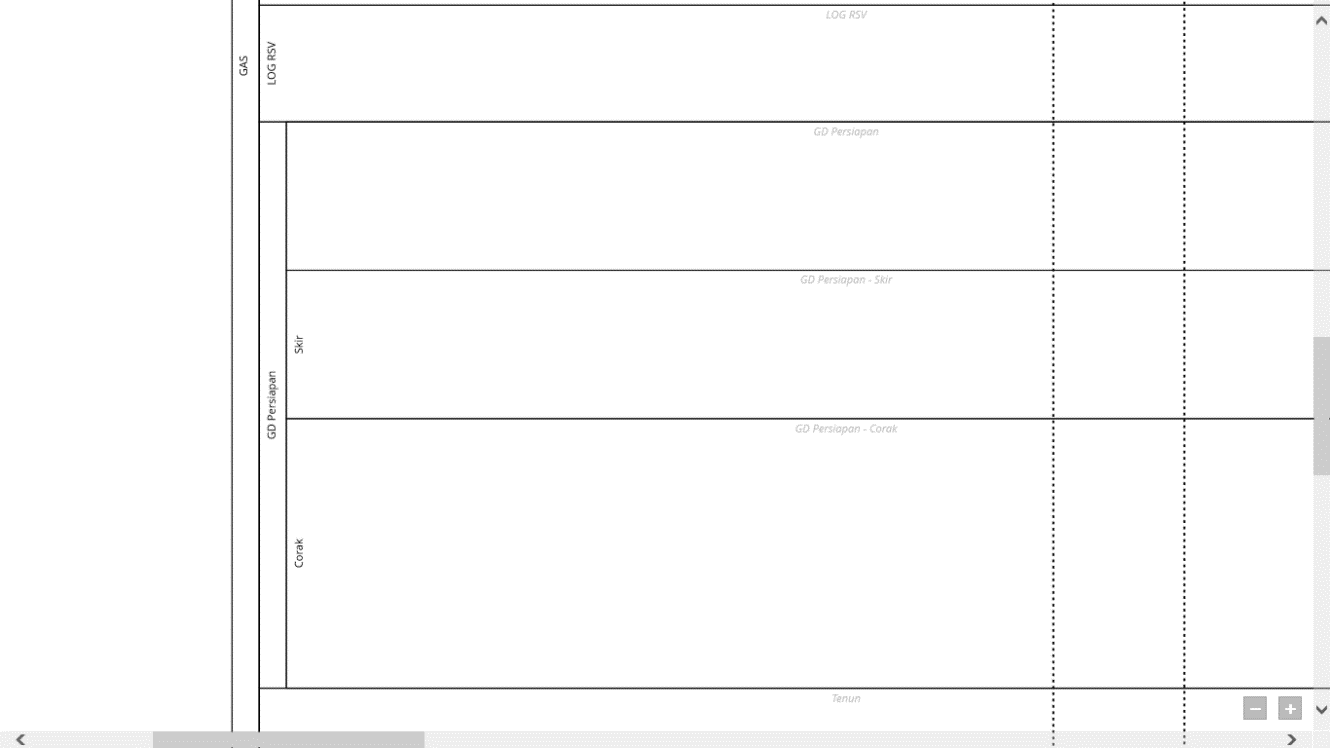 GAS
LOG RSV
LOG RSV
GD Persiapan
GD Persiapan
GD Persiapan - Skir
Skir
GD Persiapan - Corak
Corak
Tenun